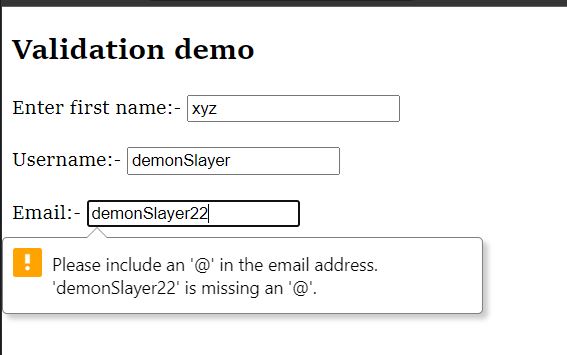 Validation demo
Enter first name:- xyz
Username:- demonSlayer
Email:- demonSlayer22
Please include an '@' in the email address.
'demonSlayer22' is missing an '@'.